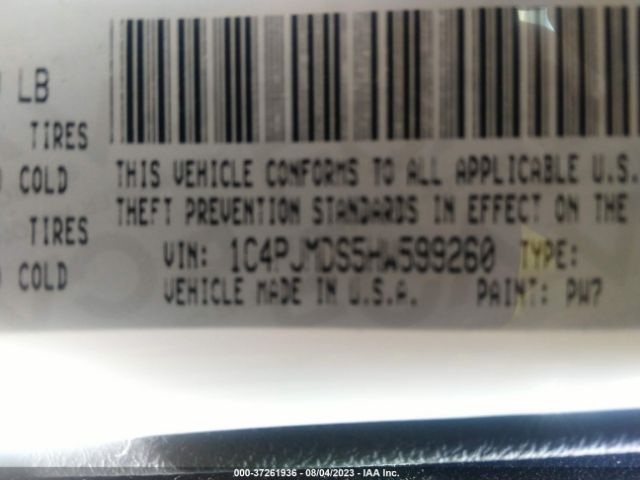 LB
TIRES
COLD
TIRES
COLD
THIS VEHICLE CONFORMS TO ALL APPLICABLE U.S.
THEFT PREVENTION STANDARDS IN EFFECT ON THE
VIN: 1C4PJMDS5HW599260 TYPE:
VEHICLE MADE IN U.S.A. PAINT: PW7
000-37261936 - 08/04/2023 - IAA Inc.